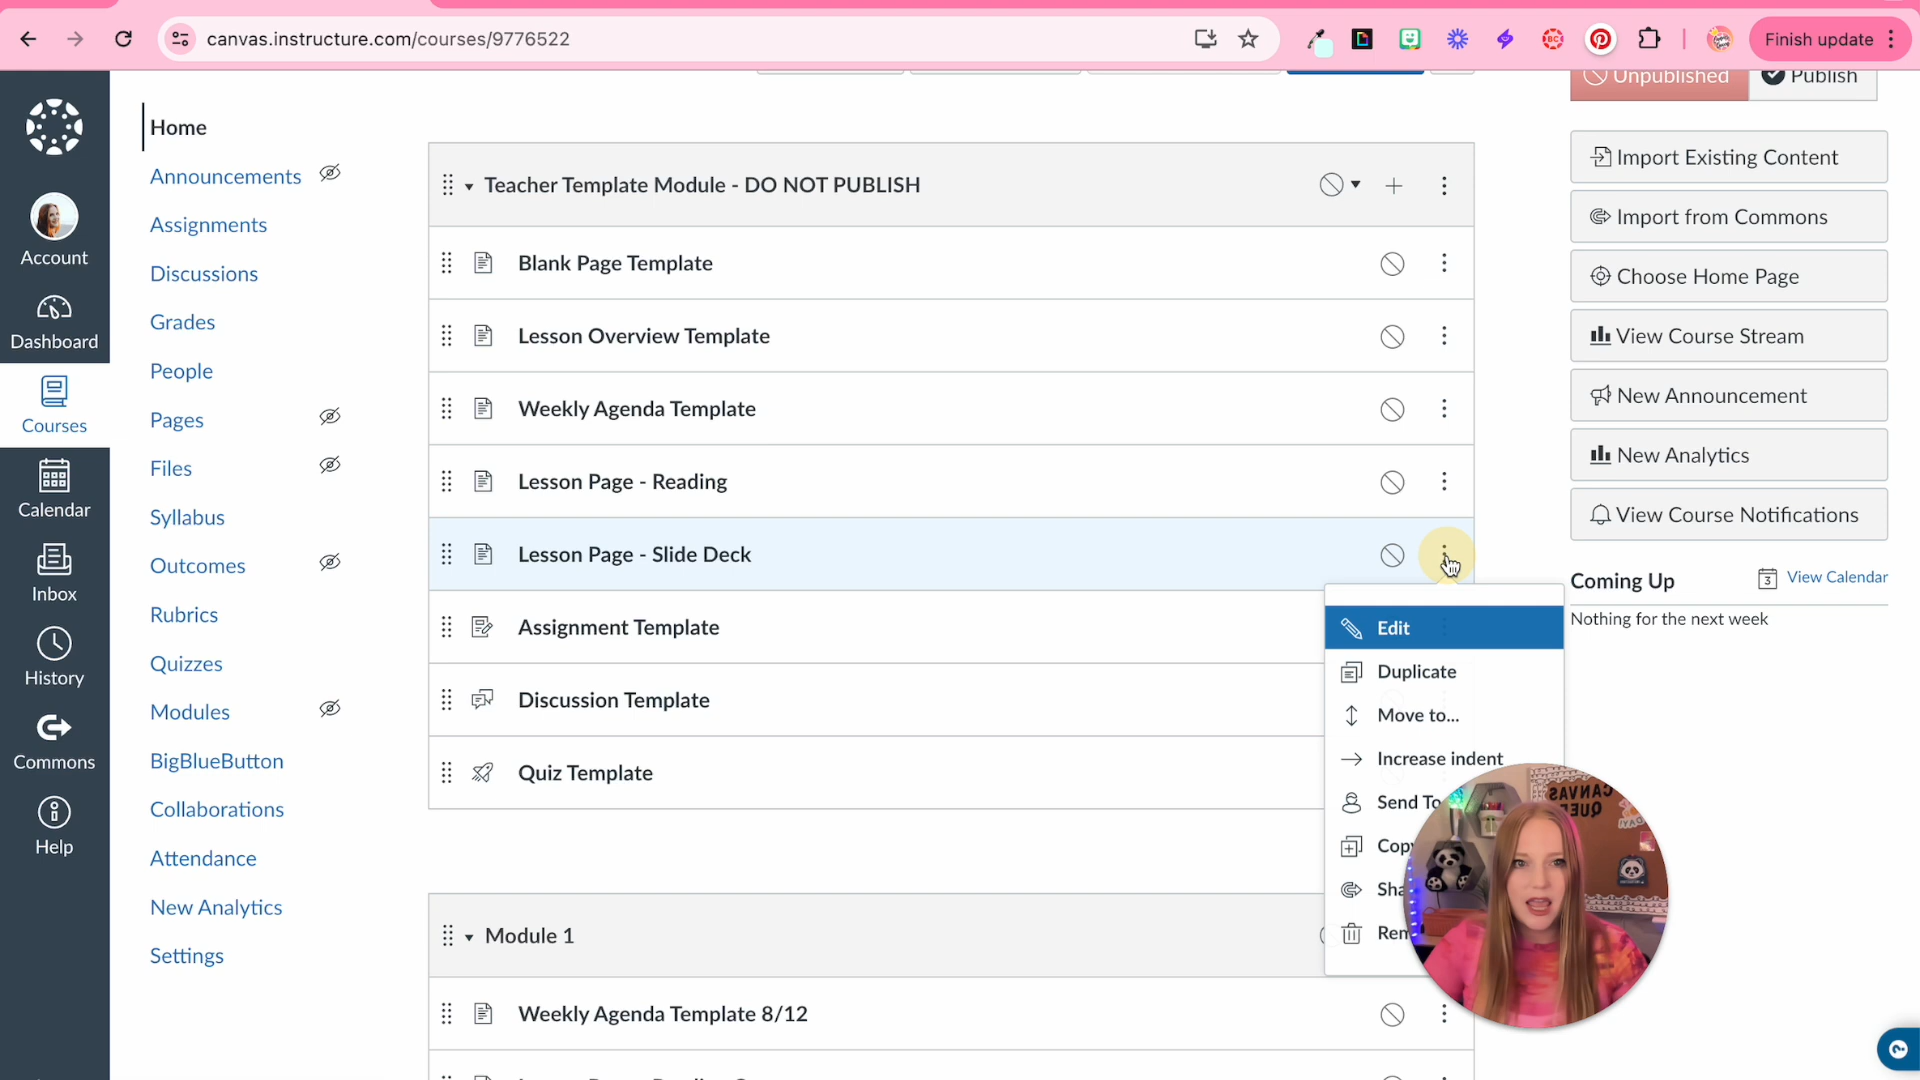 canvas.instructure.com/courses/9776522
Finish update
Unpublished
Publish
Home
Announcements
Assignments
Discussions
Grades
People
Pages
Files
Syllabus
Outcomes
Rubrics
Quizzes
Modules
BigBlueButton
Collaborations
Attendance
New Analytics
Settings
Account
Dashboard
Courses
Calendar
Inbox
History
Commons
Help
Teacher Template Module - DO NOT PUBLISH
Blank Page Template
Lesson Overview Template
Weekly Agenda Template
Lesson Page - Reading
Lesson Page - Slide Deck
Assignment Template
Discussion Template
Quiz Template
Module 1
Weekly Agenda Template 8/12
Edit
Duplicate
Move to...
Increase indent
Send To
Copy
Sha
Rem
Import Existing Content
Import from Commons
Choose Home Page
View Course Stream
New Announcement
New Analytics
View Course Notifications
Coming Up
3
View Calendar
Nothing for the next week
CANVAS
QUEEN